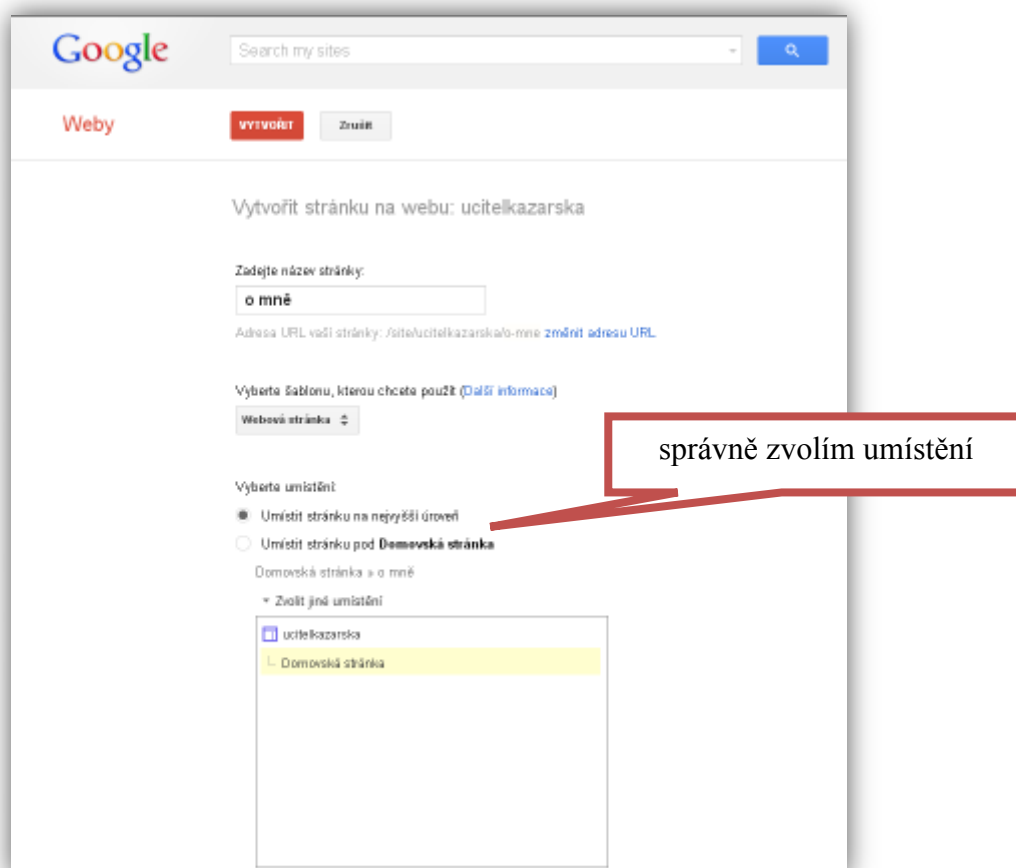 Google
Search my sites
Weby
VYTVOŘIT
Zrušit
Vytvořit stránku na webu: ucitelkazarska
Zadejte název stránky:
o mně
Adresa URL vaší stránky: /site/ucitelkazarska/o-mne změnit adresu URL
Vyberte šablonu, kterou chcete použít (Další informace)
Webová stránka
správně zvolím umístění
Vyberte umístění:
Umístit stránku na nejvyšší úroveň
Umístit stránku pod Domovská stránka
Domovská stránka » o mně
Zvolit jiné umístění
ucitelkazarska
Domovská stránka